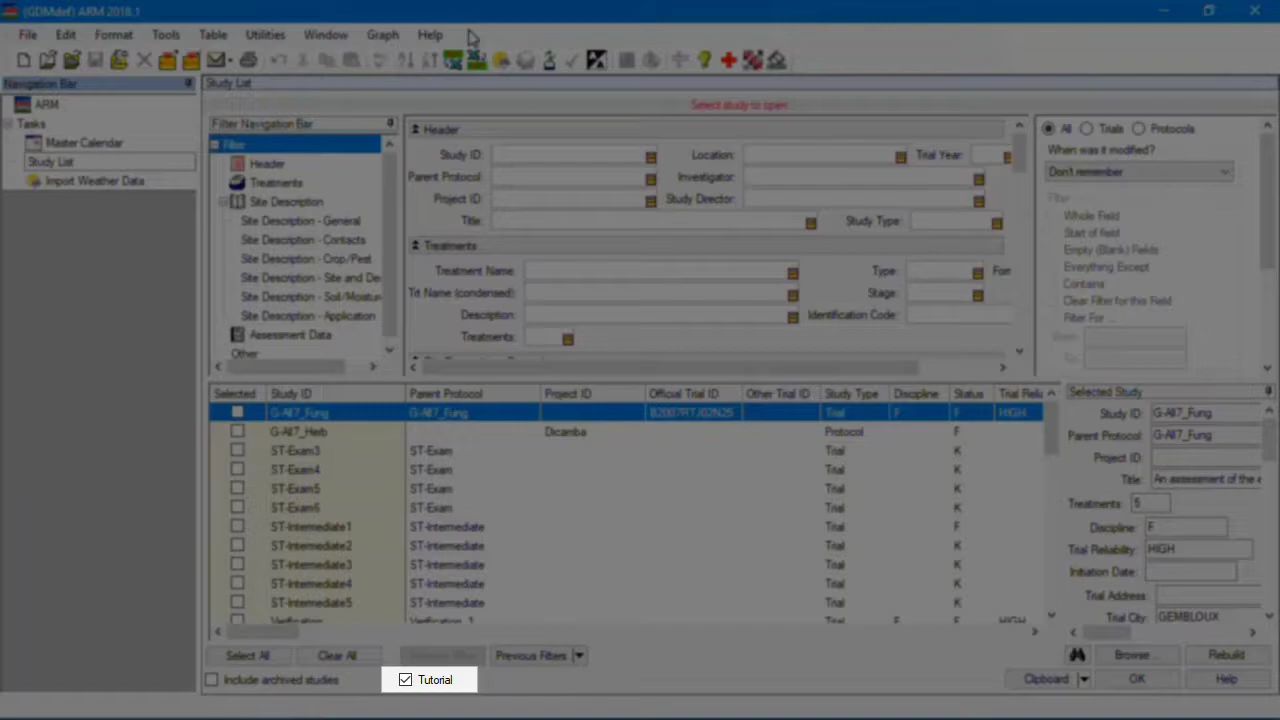 (GDMdef) ARM 2018.1
File Edit Format Tools Table Utilities Window Graph Help
Navigation Bar
ARM
Tasks
Master Calendar
Study List
Import Weather Data
Study List
Select study to open
Filter Navigation Bar
Filter
Header
Treatments
Site Description
Site Description - General
Site Description - Contacts
Site Description - Crop/Pest
Site Description - Site and De
Site Description - Soil/Moistur
Site Description - Application
Assessment Data
Other
Header
Study ID: Location: Trial Year:
Parent Protocol: Investigator:
Project ID: Study Director:
Title: Study Type:
Treatments
Treatment Name: Type: Forn
Trt Name (condensed): Stage:
Description: Identification Code:
Treatments:
All Trials Protocols
When was it modified?
Don't remember
Filter
Whole Field
Start of field
Empty (Blank) Fields
Everything Except
Contains
Clear Filter for this Field
Filter For ...
To:
Selected Study ID Parent Protocol Project ID Official Trial ID Other Trial ID Study Type Discipline Status Trial Relia
G-All7_Fung G-All7_Fung B2007RTJ02N25 Trial F F HIGH
G-All7_Herb Dicamba Protocol F
ST-Exam3 ST-Exam Trial K
ST-Exam4 ST-Exam Trial K
ST-Exam5 ST-Exam Trial K
ST-Exam6 ST-Exam Trial K
ST-Intermediate1 ST-Intermediate Trial F
ST-Intermediate2 ST-Intermediate Trial K
ST-Intermediate3 ST-Intermediate Trial K
ST-Intermediate4 ST-Intermediate Trial K
ST-Intermediate5 ST-Intermediate Trial K
Verification Verification_1 Trial F F HIGH
Selected Study
Study ID: G-All7_Fung
Parent Protocol: G-All7_Fung
Project ID:
Title: An assessment of the e
Treatments: 5
Discipline: F
Trial Reliability: HIGH
Initiation Date:
Trial Address:
Trial City: GEMBLOUX
Select All Clear All Previous Filters Browse... Rebuild
Include archived studies Tutorial Clipboard OK Help